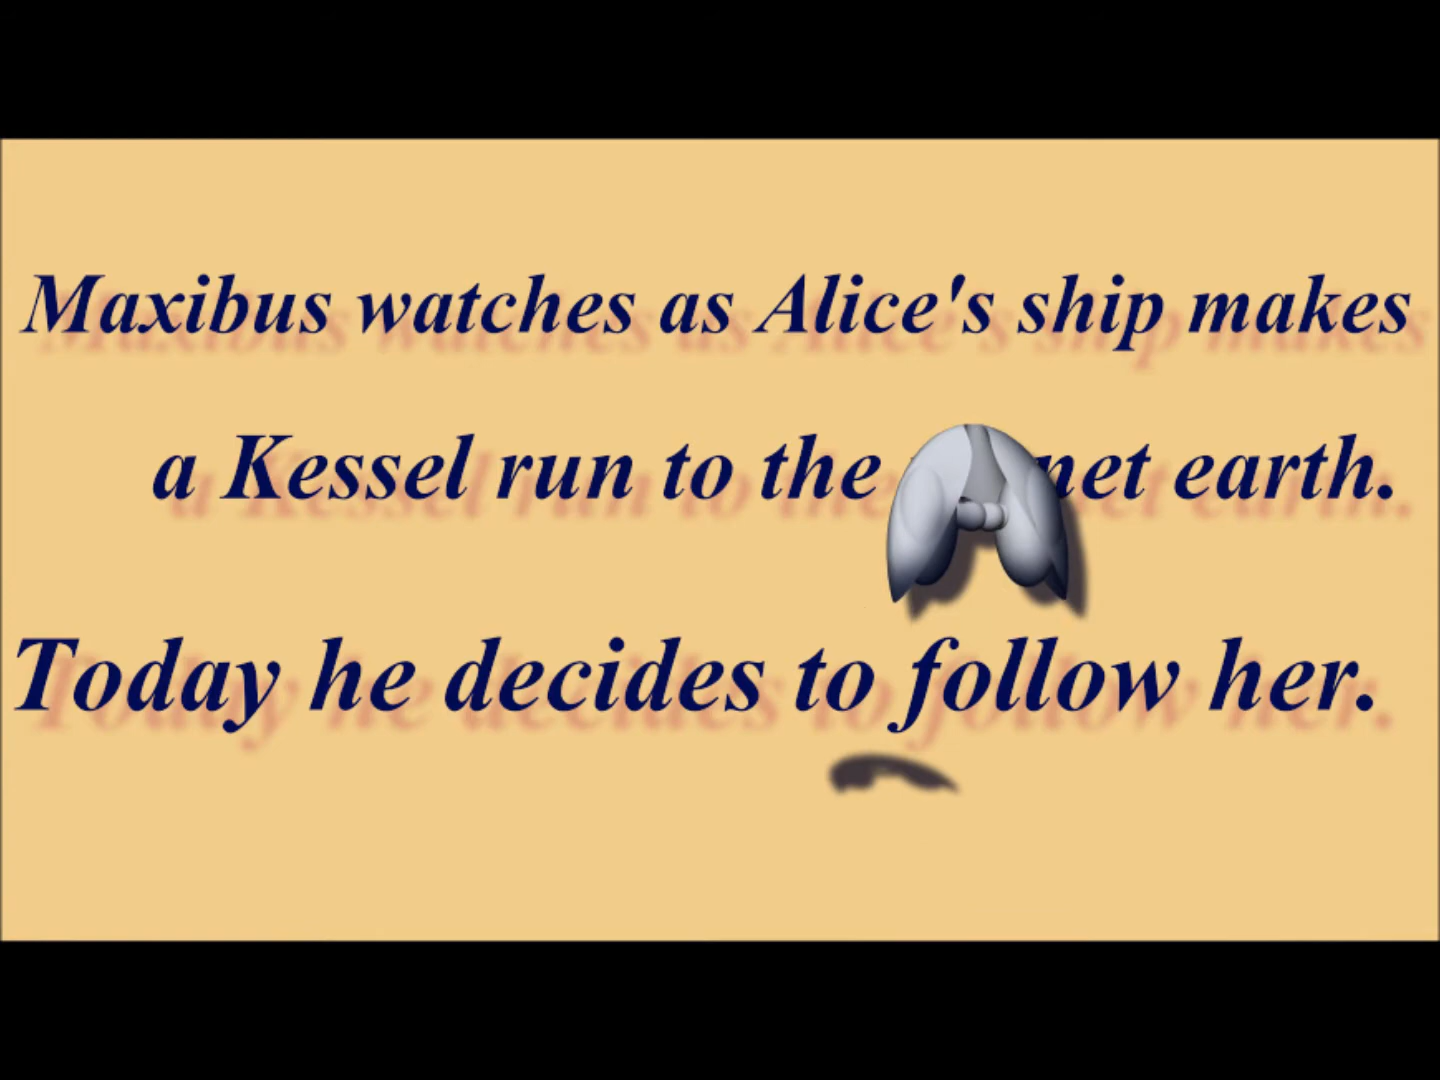 Maxibus watches as Alice's ship makes
a Kessel run to the net earth.
Today he decides to follow her.